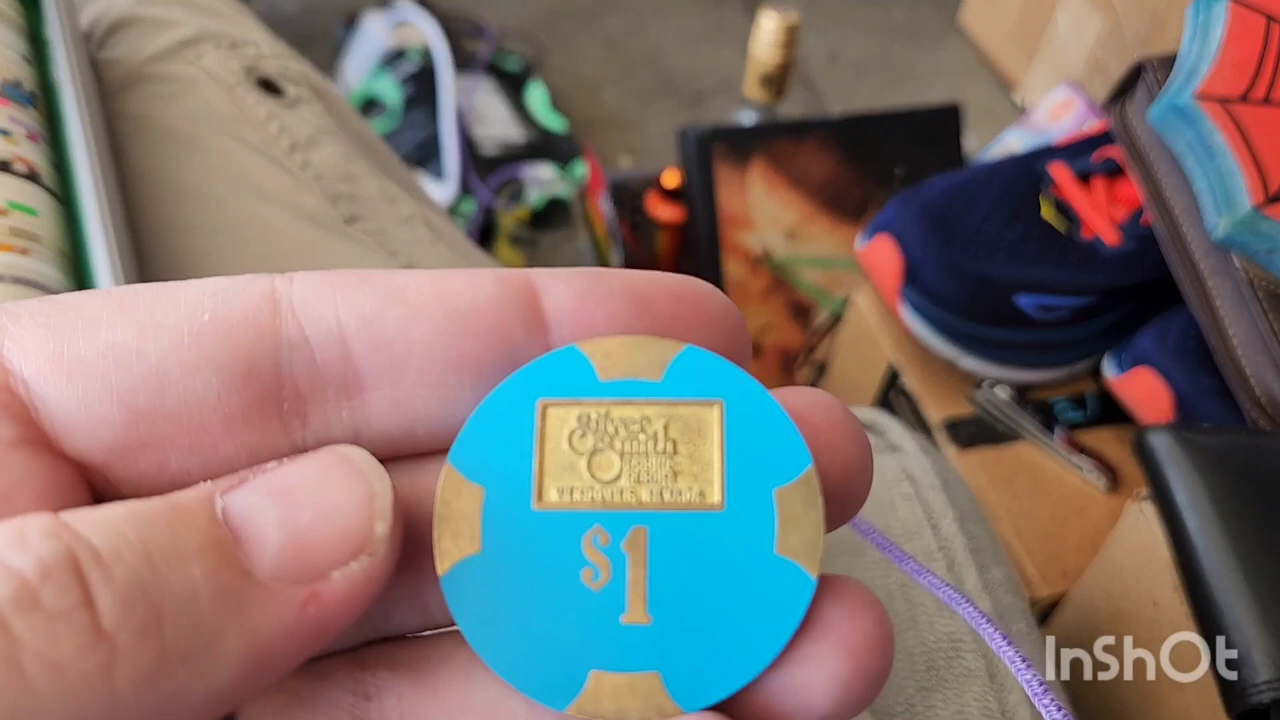 Silver
Smith
CASINO
RESORT
WENDOVER, NEVADA
$1
InShOt